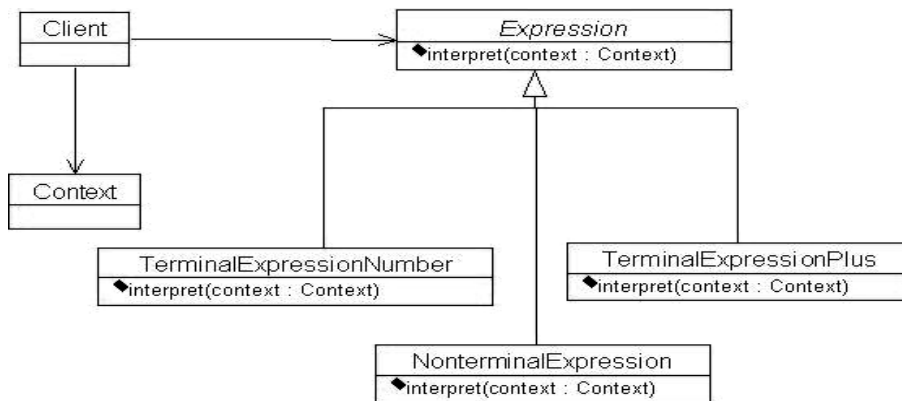 Client
Expression
interpret(context : Context)
Context
TerminalExpressionNumber
interpret(context : Context)
TerminalExpressionPlus
interpret(context : Context)
NonterminalExpression
interpret(context : Context)